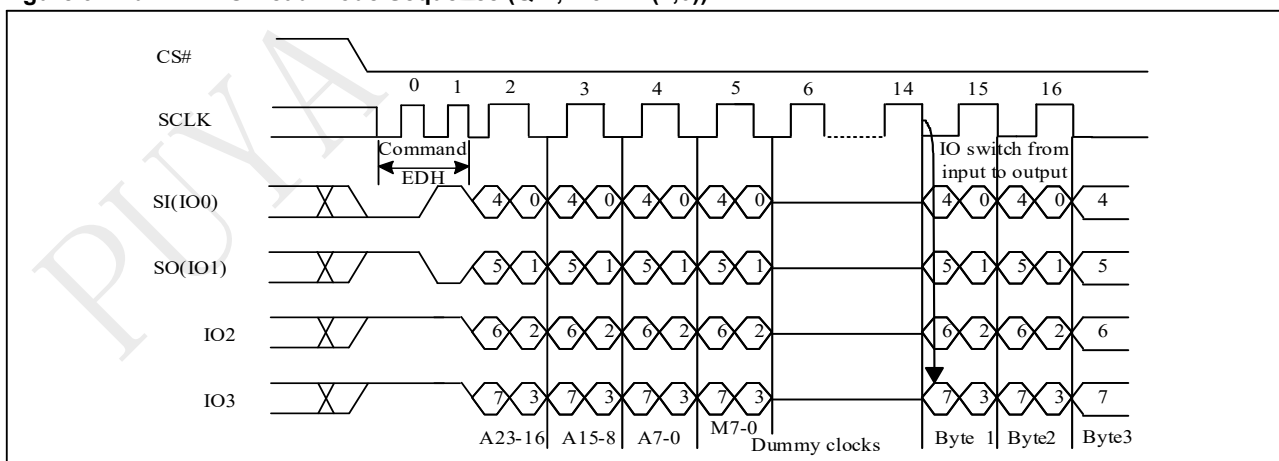 CS#
0 1 2 3 4 5 6 14 15 16
SCLK
Command
IO switch from
input to output
EDH
SI(IO0) 4 0 4 0 4 0 4 0 4 0 4 0 4
SO(IO1) 5 1 5 1 5 1 5 1 5 1 5 1 5
IO2 6 2 6 2 6 2 6 2 6 2 6 2 6
IO3 7 3 7 3 7 3 7 3 7 3 7 3 7
A23-16 A15-8 A7-0 M7-0 Dummy clocks Byte 1 Byte2 Byte3
PUYA